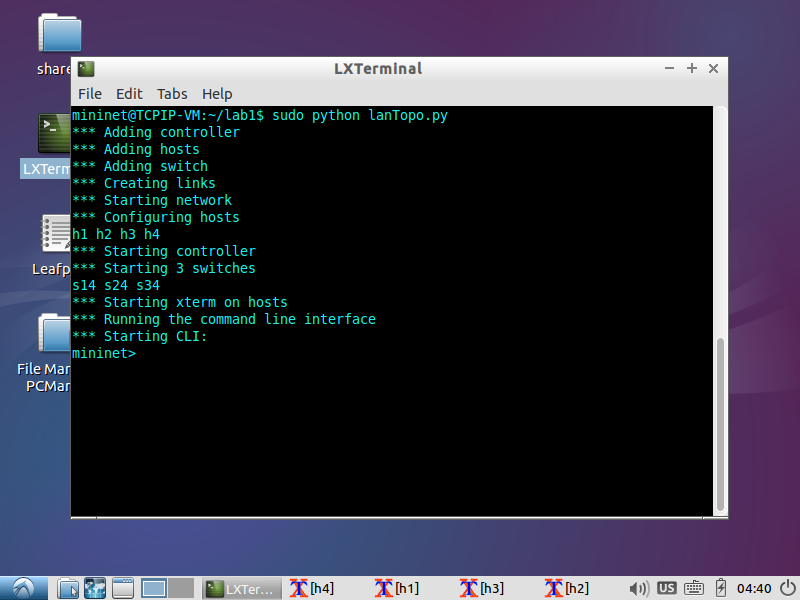 share
LXTerminal
File Edit Tabs Help
mininet@TCPIP-VM:~/lab1$ sudo python lanTopo.py
*** Adding controller
*** Adding hosts
*** Adding switch
*** Creating links
*** Starting network
*** Configuring hosts
h1 h2 h3 h4
*** Starting controller
*** Starting 3 switches
s14 s24 s34
*** Starting xterm on hosts
*** Running the command line interface
*** Starting CLI:
mininet>
LXTerm
Leafp
File Man
PCMan
LXTer...
[h4]
[h1]
[h3]
[h2]
US
04:40